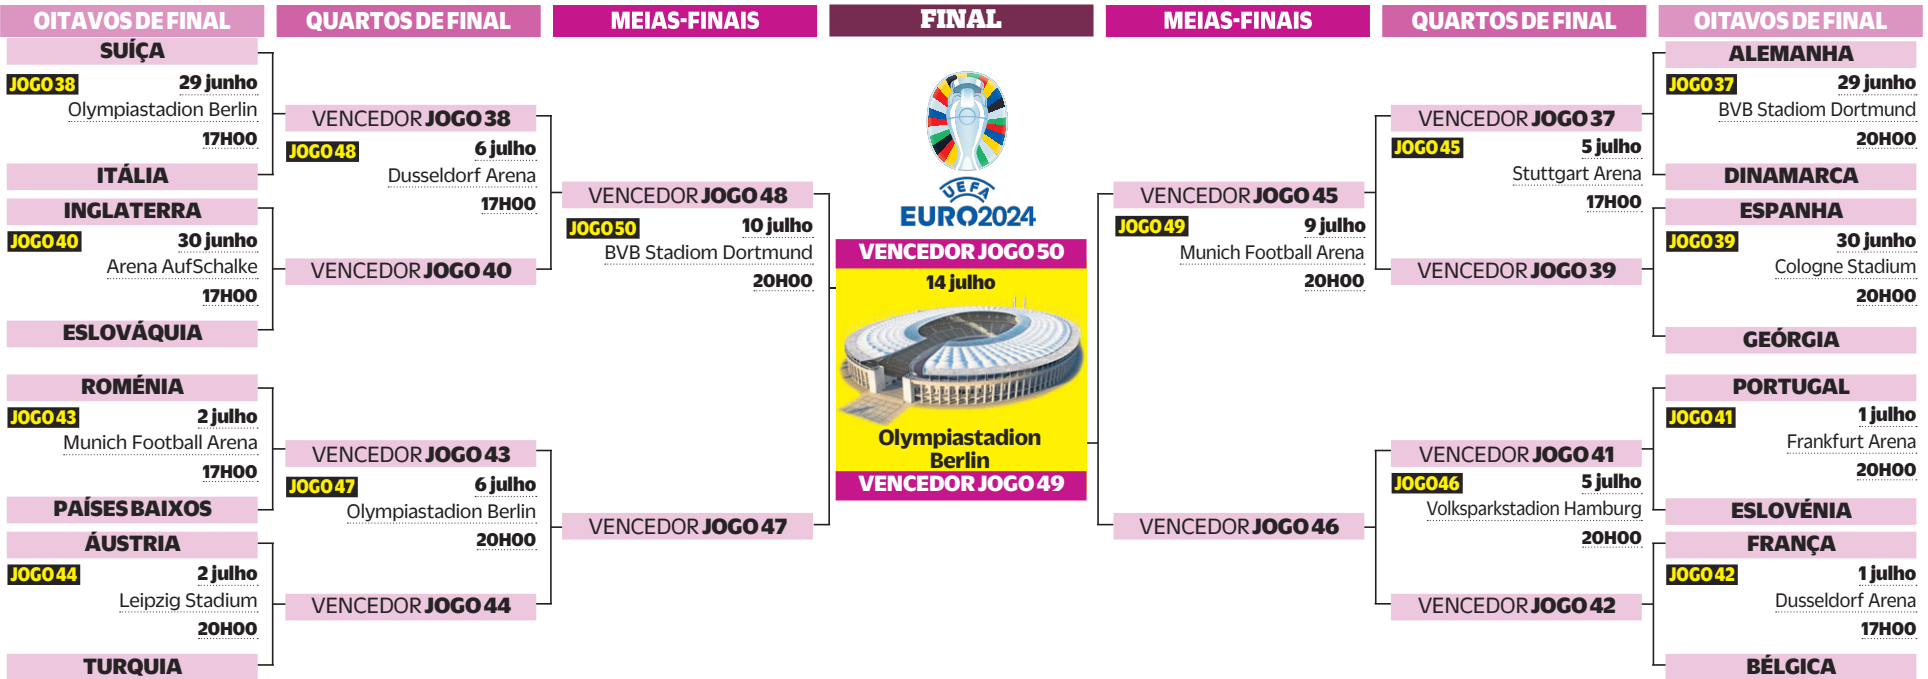 OITAVOS DE FINAL
SUÍÇA
JOGO 38 29 junho
Olympiastadion Berlin
17H00
ITÁLIA
INGLATERRA
JOGO 40 30 junho
Arena AufSchalke
17H00
ESLOVÁQUIA
ROMÉNIA
JOGO 43 2 julho
Munich Football Arena
17H00
PAÍSES BAIXOS
ÁUSTRIA
JOGO 44 2 julho
Leipzig Stadium
20H00
TURQUIA
QUARTOS DE FINAL
VENCEDOR JOGO 38
JOGO 48 6 julho
Dusseldorf Arena
17H00
VENCEDOR JOGO 40
VENCEDOR JOGO 43
JOGO 47 6 julho
Olympiastadion Berlin
20H00
VENCEDOR JOGO 44
MEIAS-FINAIS
VENCEDOR JOGO 48
JOGO 50 10 julho
BVB Stadiom Dortmund
20H00
VENCEDOR JOGO 47
FINAL
UEFA
EURO2024
VENCEDOR JOGO 50
14 julho
Olympiastadion
Berlin
VENCEDOR JOGO 49
MEIAS-FINAIS
VENCEDOR JOGO 45
JOGO 49 9 julho
Munich Football Arena
20H00
VENCEDOR JOGO 46
QUARTOS DE FINAL
VENCEDOR JOGO 37
JOGO 45 5 julho
Stuttgart Arena
17H00
VENCEDOR JOGO 39
VENCEDOR JOGO 41
JOGO46 5 julho
Volksparkstadion Hamburg
20H00
VENCEDOR JOGO 42
OITAVOS DE FINAL
ALEMANHA
JOGO 37 29 junho
BVB Stadiom Dortmund
20H00
DINAMARCA
ESPANHA
JOGO 39 30 junho
Cologne Stadium
20H00
GEÓRGIA
PORTUGAL
JOGO 41 1 julho
Frankfurt Arena
20H00
ESLOVÉNIA
FRANÇA
JOGO 42 1 julho
Dusseldorf Arena
17H00
BÉLGICA